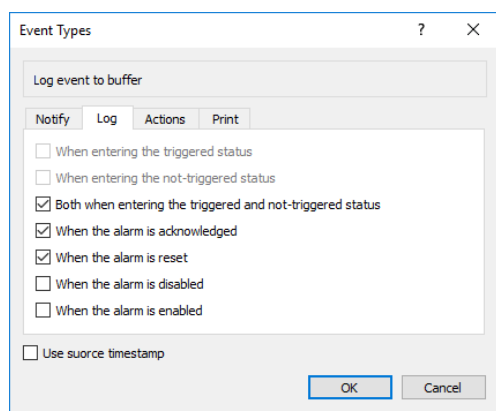 Event Types
?
Log event to buffer
Notify Log Actions Print
When entering the triggered status
When entering the not-triggered status
Both when entering the triggered and not-triggered status
When the alarm is acknowledged
When the alarm is reset
When the alarm is disabled
When the alarm is enabled
Use suorce timestamp
OK Cancel